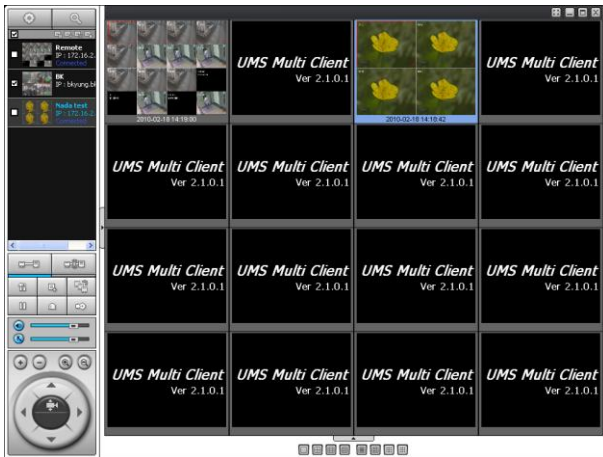 Remote
IP : 172.16.2.
Connected
BK
IP : bkyung.bk
Nada test
IP : 172.16.2.
Connected
2010-02-18 14:19:00
UMS Multi Client
Ver 2.1.0.1
2010-02-18 14:18:42
UMS Multi Client
Ver 2.1.0.1
UMS Multi Client
Ver 2.1.0.1
UMS Multi Client
Ver 2.1.0.1
UMS Multi Client
Ver 2.1.0.1
UMS Multi Client
Ver 2.1.0.1
UMS Multi Client
Ver 2.1.0.1
UMS Multi Client
Ver 2.1.0.1
UMS Multi Client
Ver 2.1.0.1
UMS Multi Client
Ver 2.1.0.1
UMS Multi Client
Ver 2.1.0.1
UMS Multi Client
Ver 2.1.0.1
UMS Multi Client
Ver 2.1.0.1
UMS Multi Client
Ver 2.1.0.1